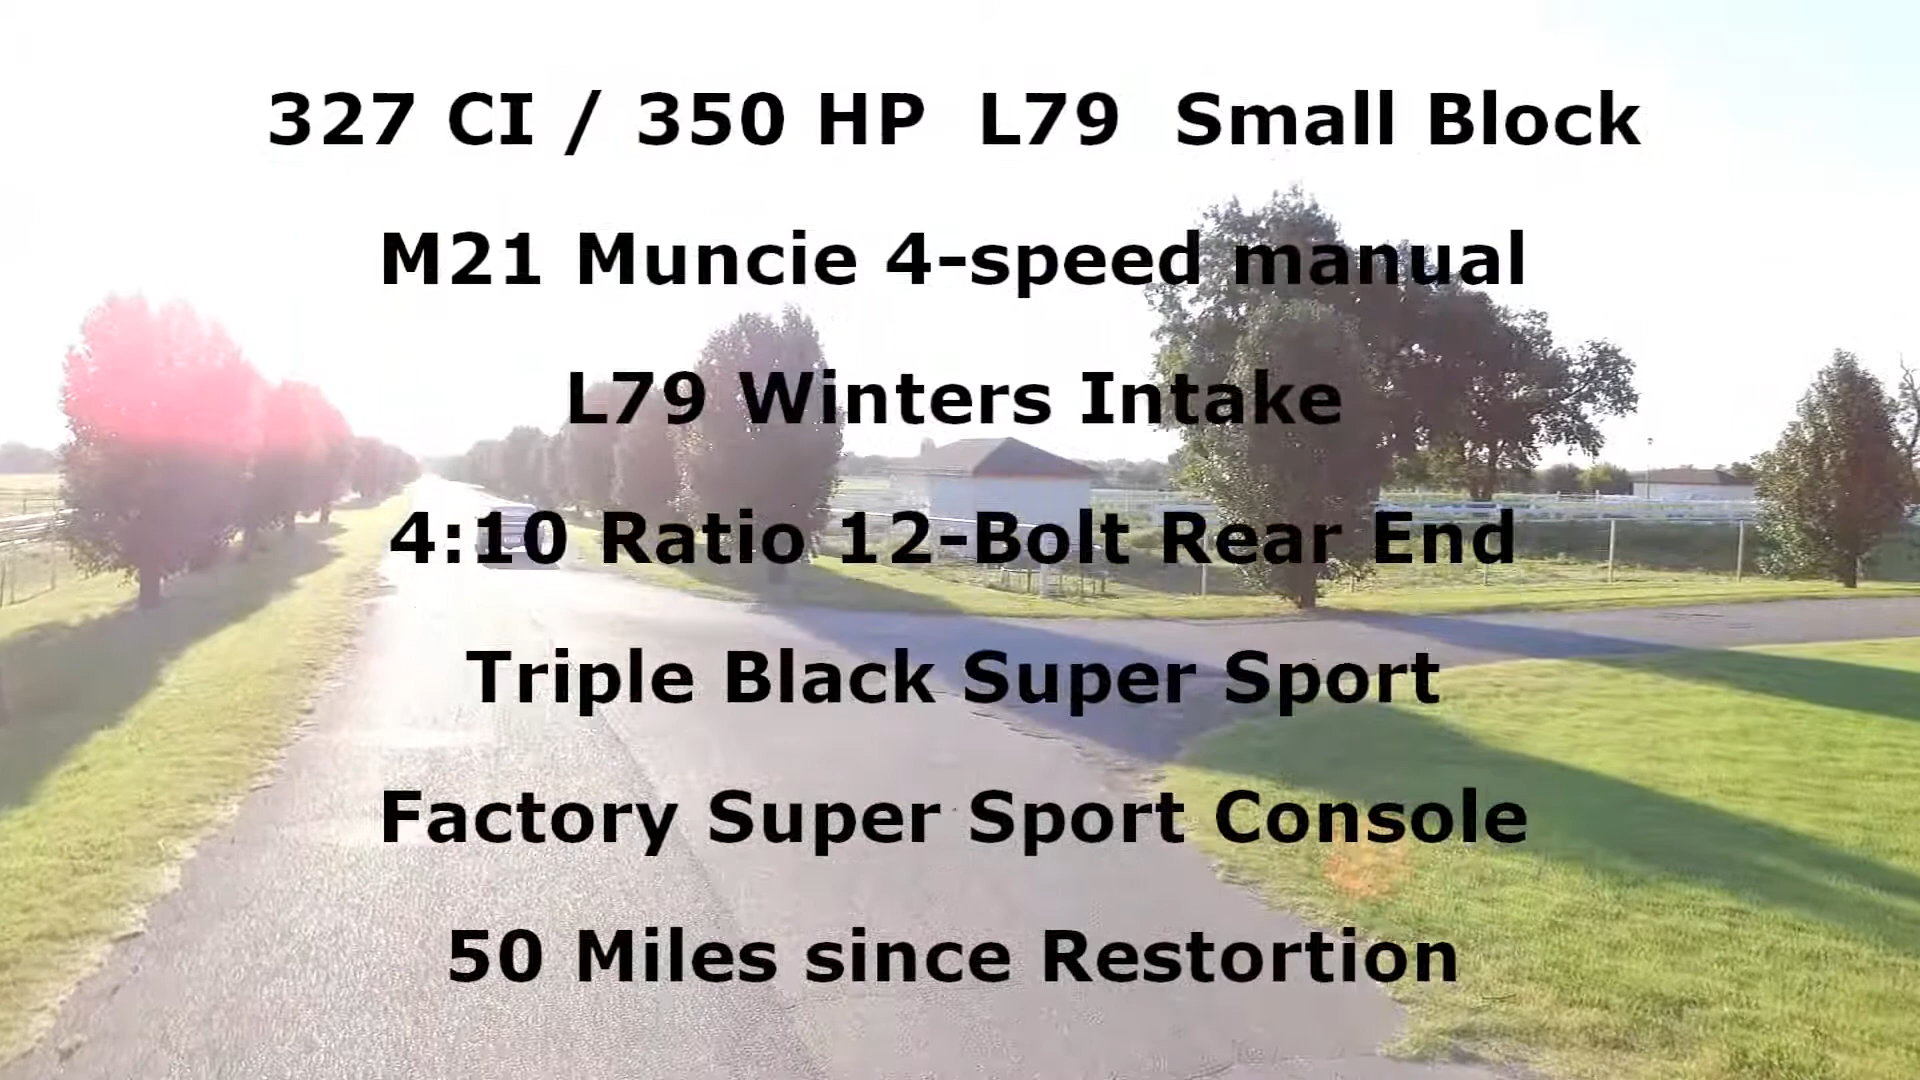 327 CI / 350 HP  L79  Small Block
M21 Muncie 4-speed manual
L79 Winters Intake
4:10 Ratio 12-Bolt Rear End
Triple Black Super Sport
Factory Super Sport Console
50 Miles since Restortion